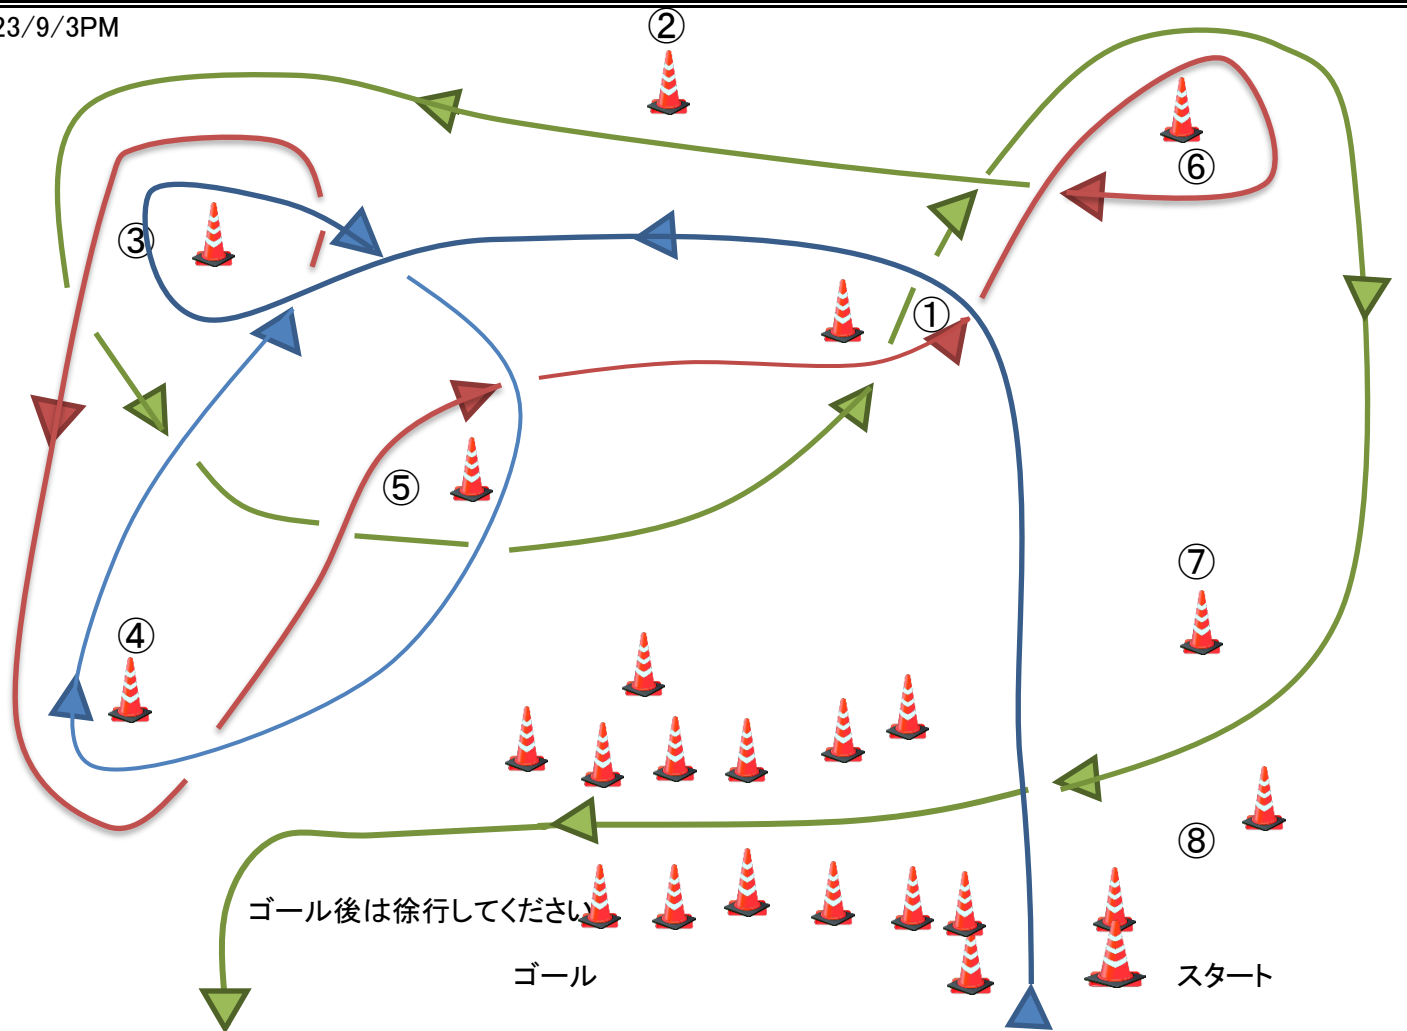 23/9/3PM
②
⑥
③
①
⑤
⑦
④
⑧
ゴール後は徐行してください
ゴール
スタート